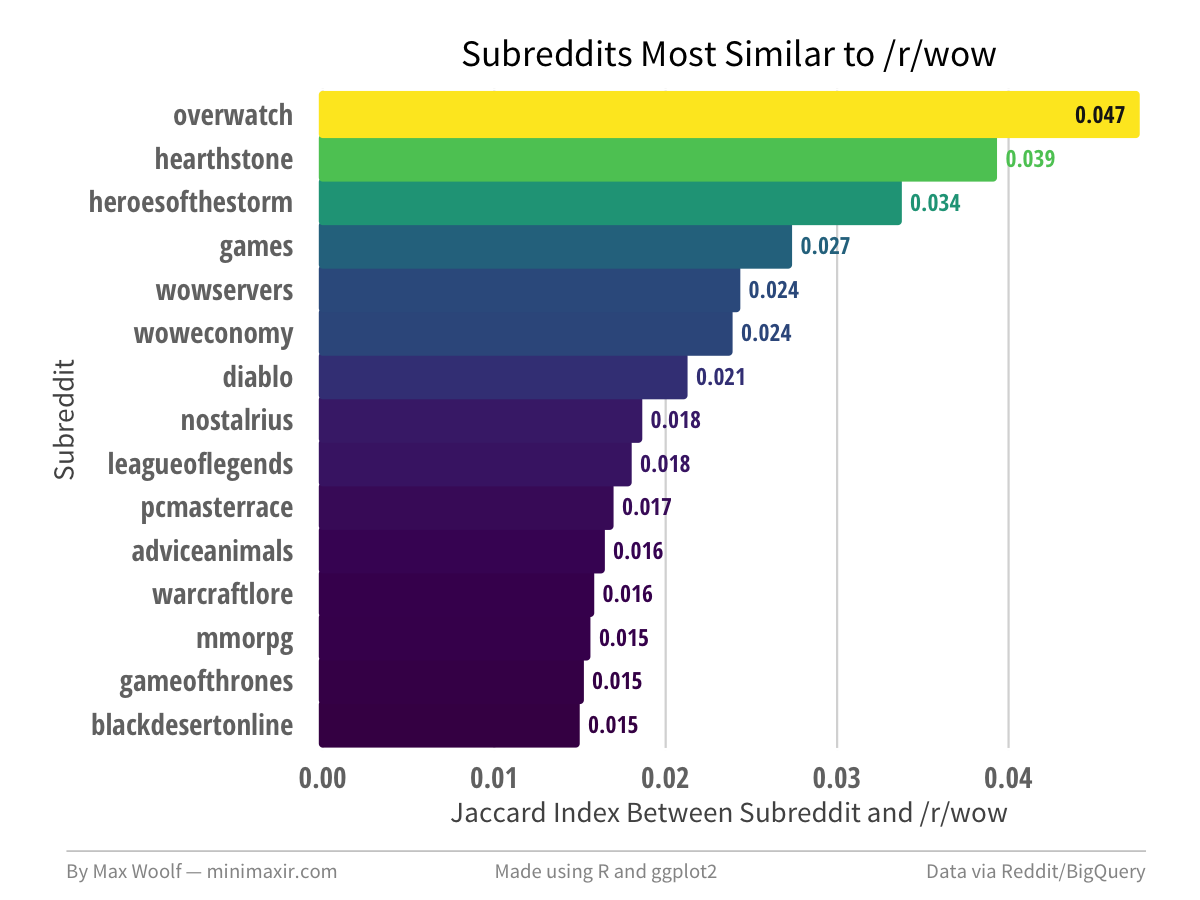 Subreddits Most Similar to /r/wow
overwatch 0.047
hearthstone 0.039
heroesofthestorm 0.034
games 0.027
wowservers 0.024
woweconomy 0.024
diablo 0.021
nostalrius 0.018
leagueoflegends 0.018
pcmasterrace 0.017
adviceanimals 0.016
warcraftlore 0.016
mmorpg 0.015
gameofthrones 0.015
blackdesertonline 0.015
Subreddit
0.00 0.01 0.02 0.03 0.04
Jaccard Index Between Subreddit and /r/wow
By Max Woolf — minimaxir.com Made using R and ggplot2 Data via Reddit/BigQuery